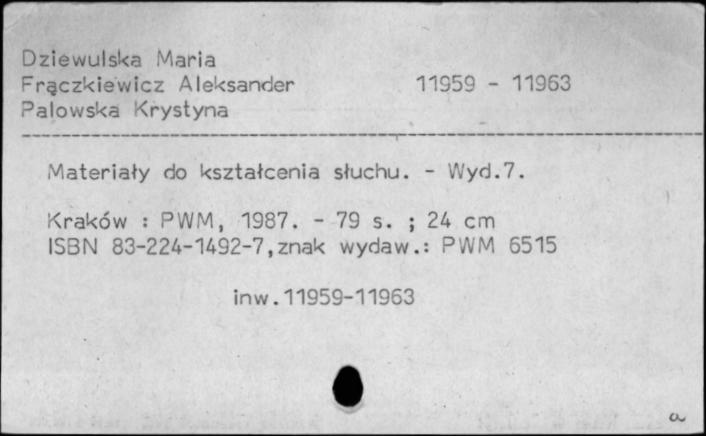 Dziewulska Maria
Frączkiewicz Aleksander 11959 - 11963
Palowska Krystyna
Materiały do kształcenia słuchu. - Wyd.7.
Kraków : PWM, 1987. - 79 s. ; 24 cm
ISBN 83-224-1492-7,znak wydaw.: PWM 6515
inw.11959-11963
a